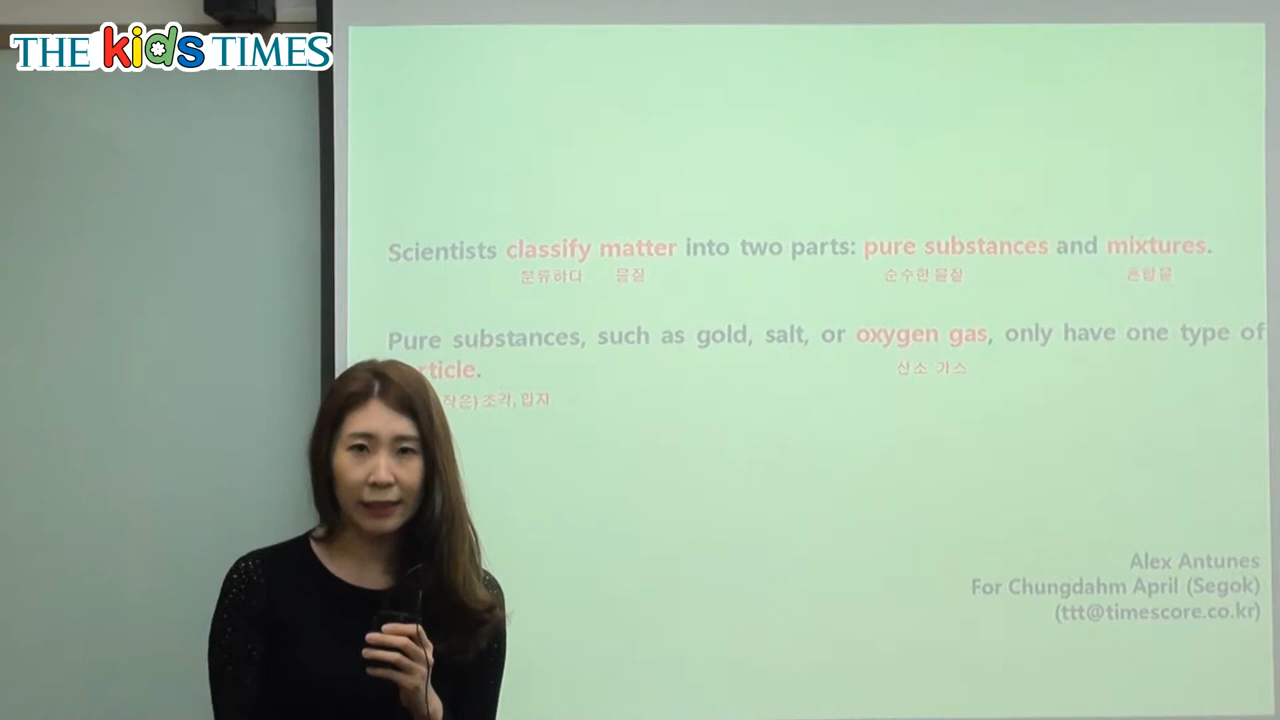 THE kids TIMES
Scientists classify matter into two parts: pure substances and mixtures.
분류하다 물질 순수한 물질 혼합물
Pure substances, such as gold, salt, or oxygen gas, only have one type of
산소 가스
rticle.
작은) 조각, 입자
Alex Antunes
For Chungdahm April (Segok)
(ttt@timescore.co.kr)